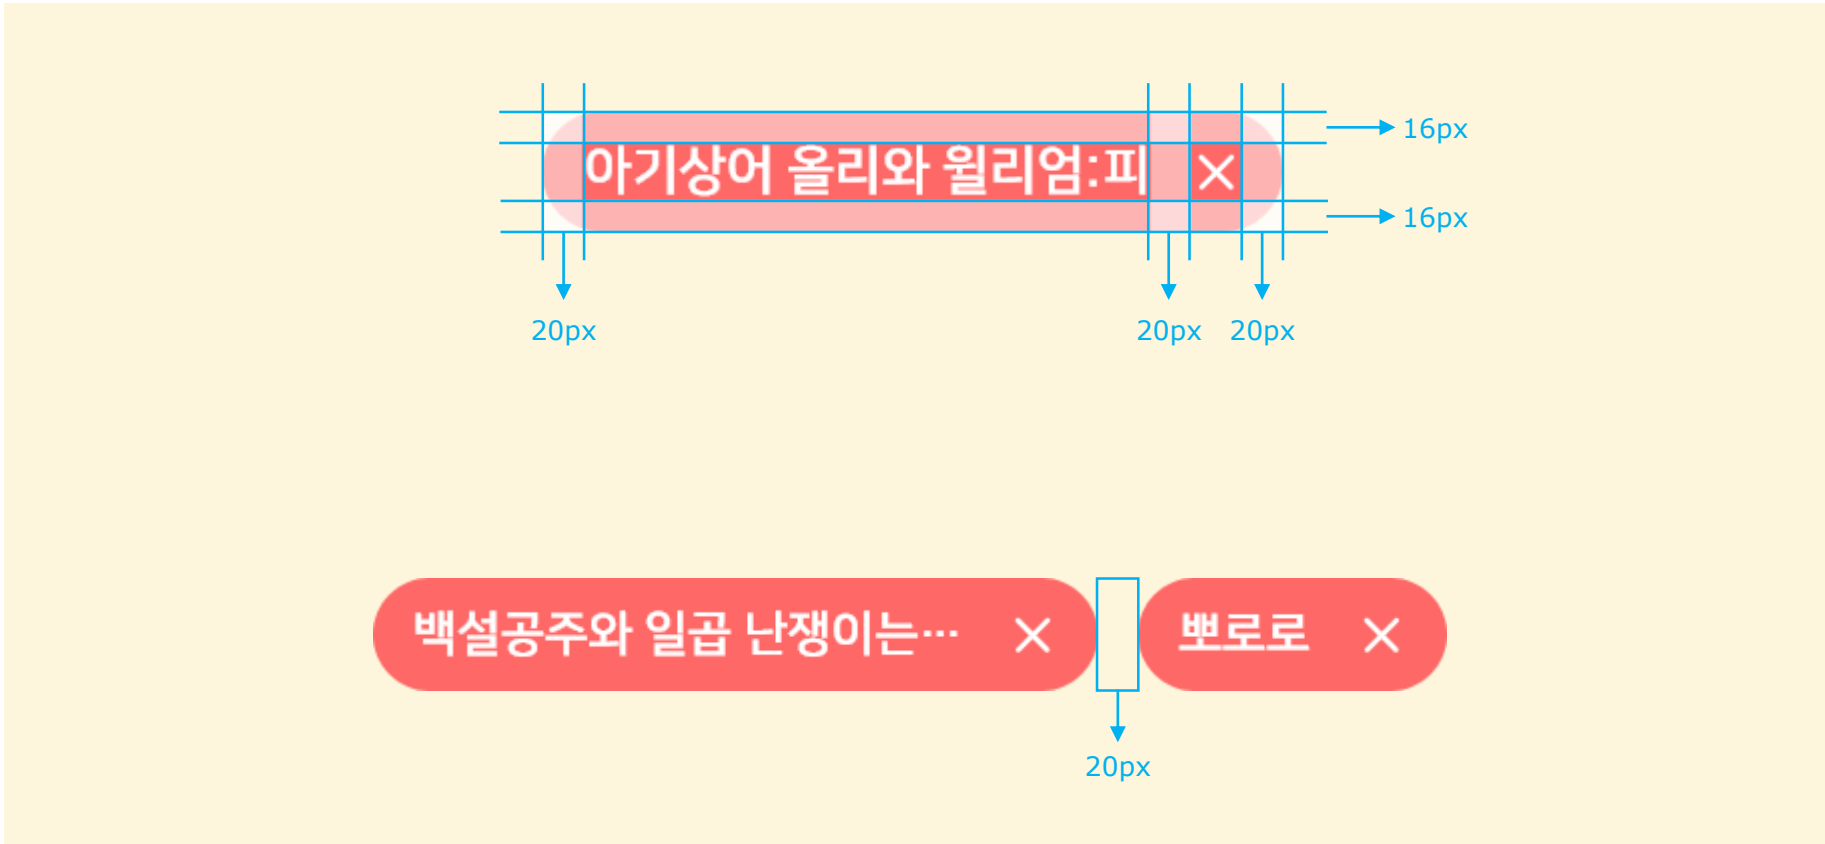 16px
아기상어 올리와 윌리엄:피 ×
16px
20px 20px 20px
백설공주와 일곱 난쟁이는… × 뽀로로 ×
20px